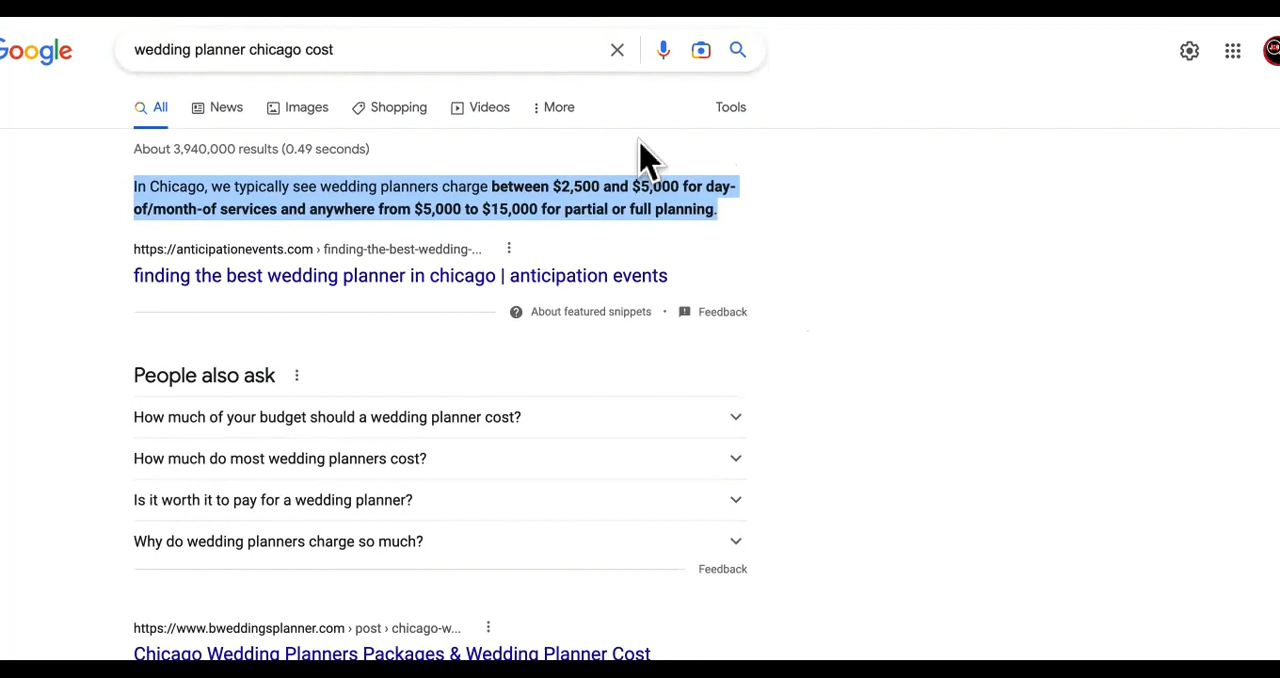 Google
wedding planner chicago cost
All News Images Shopping Videos More Tools
About 3,940,000 results (0.49 seconds)
In Chicago, we typically see wedding planners charge between $2,500 and $5,000 for day-
of/month-of services and anywhere from $5,000 to $15,000 for partial or full planning.
https://anticipationevents.com › finding-the-best-wedding-...
finding the best wedding planner in chicago | anticipation events
About featured snippets • Feedback
People also ask
How much of your budget should a wedding planner cost?
How much do most wedding planners cost?
Is it worth it to pay for a wedding planner?
Why do wedding planners charge so much?
Feedback
https://www.bweddingsplanner.com › post › chicago-w...
Chicago Wedding Planners Packages & Wedding Planner Cost